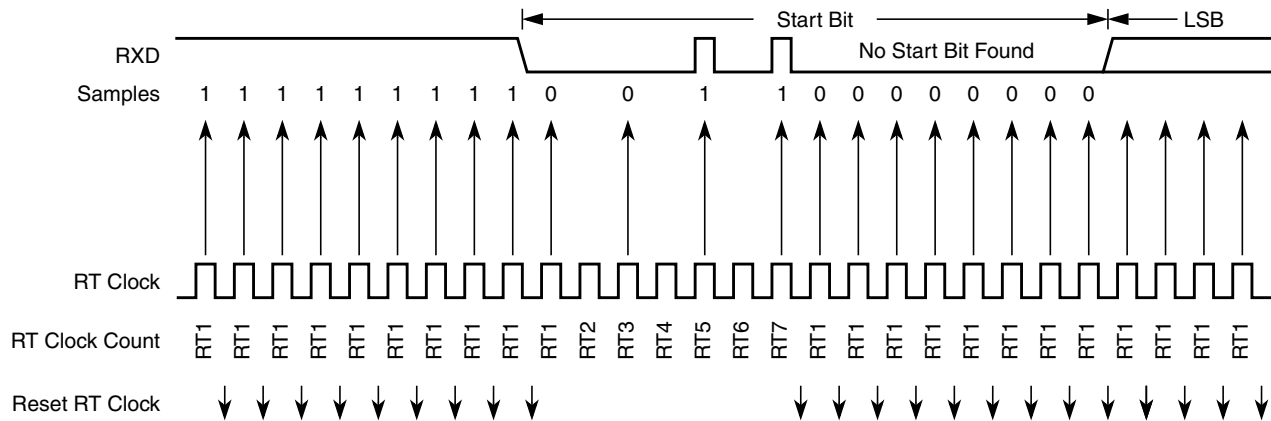 Start Bit LSB
RXD No Start Bit Found
Samples 1 1 1 1 1 1 1 1 1 0 0 1 1 0 0 0 0 0 0 0 0
RT Clock
RT Clock Count RT1 RT1 RT1 RT1 RT1 RT1 RT1 RT1 RT1 RT1 RT2 RT3 RT4 RT5 RT6 RT7 RT1 RT1 RT1 RT1 RT1 RT1 RT1 RT1 RT1 RT1 RT1 RT1
Reset RT Clock